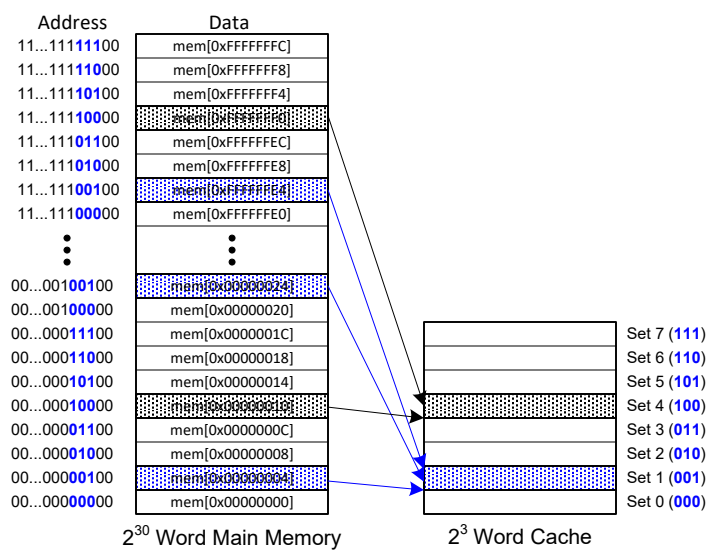 Address Data
11...11111100 mem[0xFFFFFFFC]
11...11111000 mem[0xFFFFFFF8]
11...11110100 mem[0xFFFFFFF4]
11...11110000 mem[0xFFFFFFF0]
11...11101100 mem[0xFFFFFFEC]
11...11101000 mem[0xFFFFFFE8]
11...11100100 mem[0xFFFFFFE4]
11...11100000 mem[0xFFFFFFE0]
00...00100100 mem[0x00000024]
00...00100000 mem[0x00000020]
00...00011100 mem[0x0000001C] Set 7 (111)
00...00011000 mem[0x00000018] Set 6 (110)
00...00010100 mem[0x00000014] Set 5 (101)
00...00010000 mem[0x00000010] Set 4 (100)
00...00001100 mem[0x0000000C] Set 3 (011)
00...00001000 mem[0x00000008] Set 2 (010)
00...00000100 mem[0x00000004] Set 1 (001)
00...00000000 mem[0x00000000] Set 0 (000)
2³⁰ Word Main Memory 2³ Word Cache